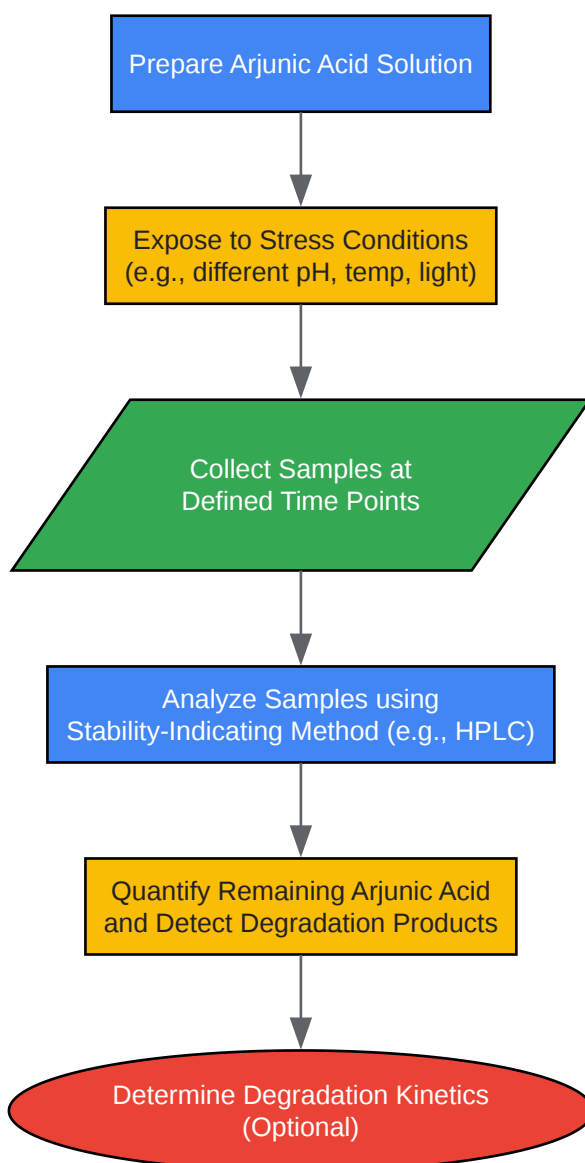 Prepare Arjunic Acid Solution
Expose to Stress Conditions
(e.g., different pH, temp, light)
Collect Samples at
Defined Time Points
Analyze Samples using
Stability-Indicating Method (e.g., HPLC)
Quantify Remaining Arjunic Acid
and Detect Degradation Products
Determine Degradation Kinetics
(Optional)